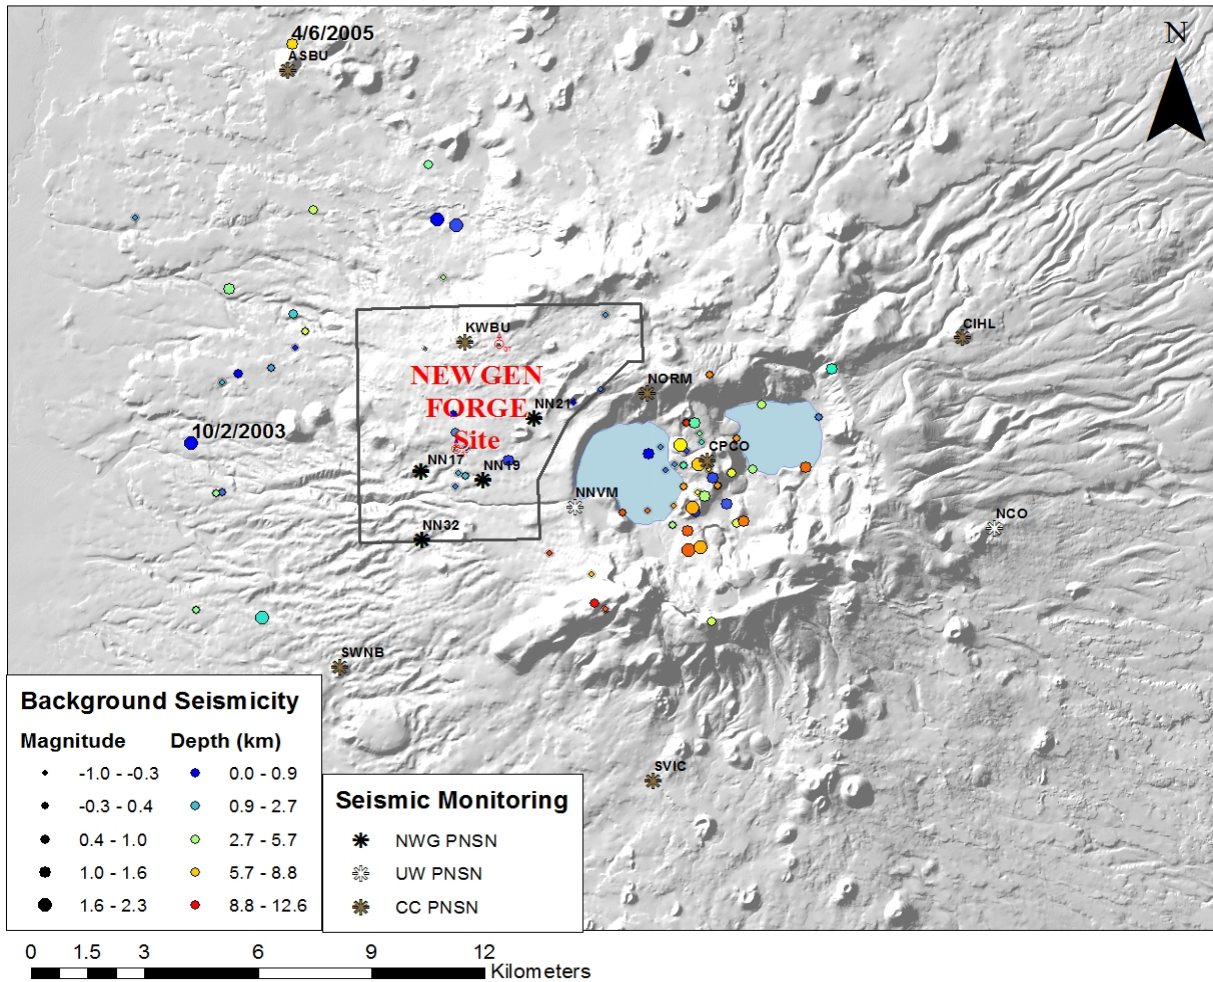 4/6/2005
ASBU
N
KWBU
CIHL
NEWGEN
FORGE
Site
NORM
NN21
10/2/2003
CPCO
NN17
NN19
NNVM
NCO
NN32
SWNB
SVIC
Background Seismicity
Magnitude Depth (km)
-1.0 - -0.3 0.0 - 0.9
-0.3 - 0.4 0.9 - 2.7
0.4 - 1.0 2.7 - 5.7
1.0 - 1.6 5.7 - 8.8
1.6 - 2.3 8.8 - 12.6
Seismic Monitoring
NWG PNSN
UW PNSN
CC PNSN
0 1.5 3 6 9 12
Kilometers